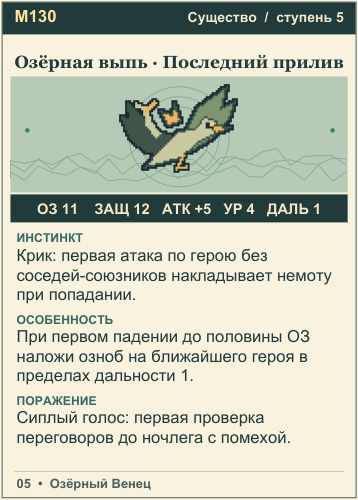 M130 Существо / ступень 5
Озёрная выпь · Последний прилив
ОЗ 11 ЗАЩ 12 АТК +5 УР 4 ДАЛЬ 1
ИНСТИНКТ
Крик: первая атака по герою без
соседей-союзников накладывает немоту
при попадании.
ОСОБЕННОСТЬ
При первом падении до половины ОЗ
наложи озноб на ближайшего героя в
пределах дальности 1.
ПОРАЖЕНИЕ
Сиплый голос: первая проверка
переговоров до ночлега с помехой.
05 • Озёрный Венец